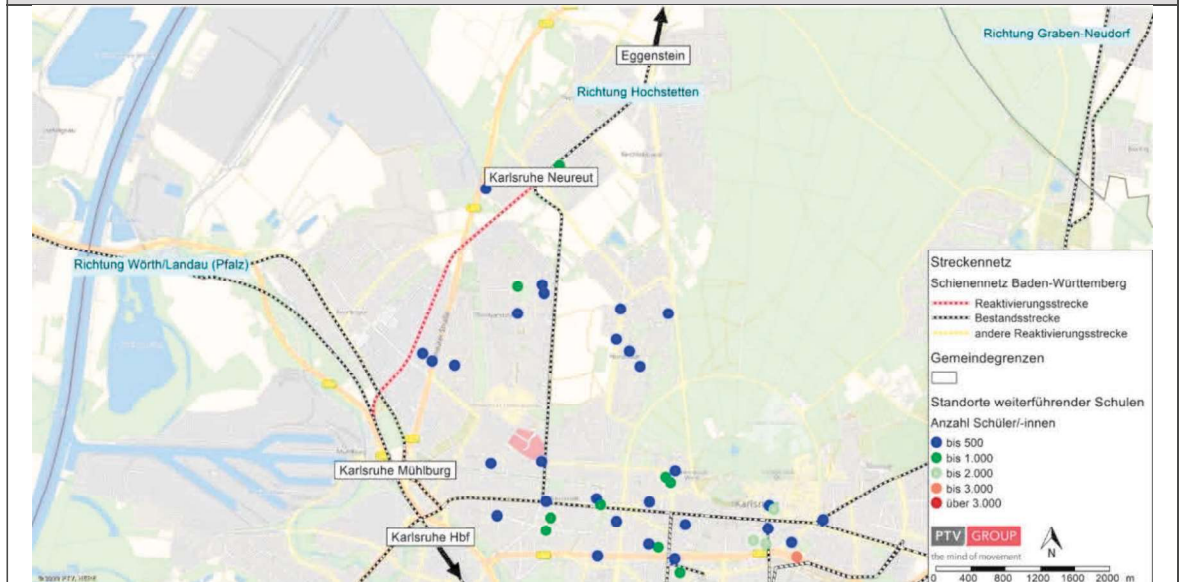 Richtung Graben Neudorf
Eggenstein
Richtung Hochstetten
Karlsruhe Neureut
Richtung Wörth/Landau (Pfalz)
Streckennetz
Schienennetz Baden-Württemberg
Reaktivierungsstrecke
Bestandsstrecke
andere Reaktivierungsstrecke
Gemeindegrenzen
Standorte weiterführender Schulen
Anzahl Schüler/-innen
bis 500
bis 1.000
bis 2.000
bis 3.000
über 3.000
Karlsruhe Mühlburg
Karlsruhe
Karlsruhe Hbf
PTV GROUP
the mind of movement
N
0 400 800 1200 1600 2000 m